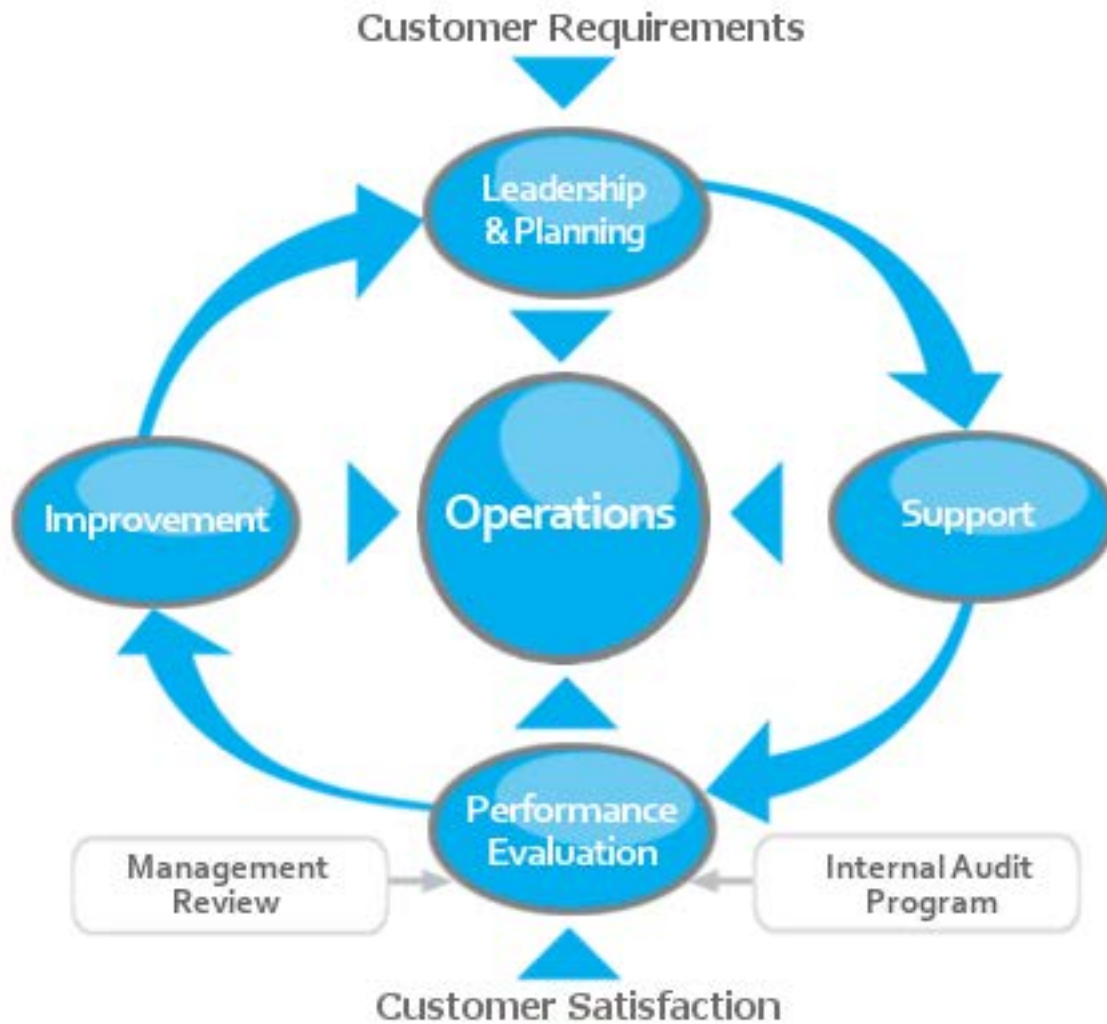 Customer Requirements
Leadership
& Planning
Improvement
Operations
Support
Performance
Evaluation
Management
Review
Internal Audit
Program
Customer Satisfaction